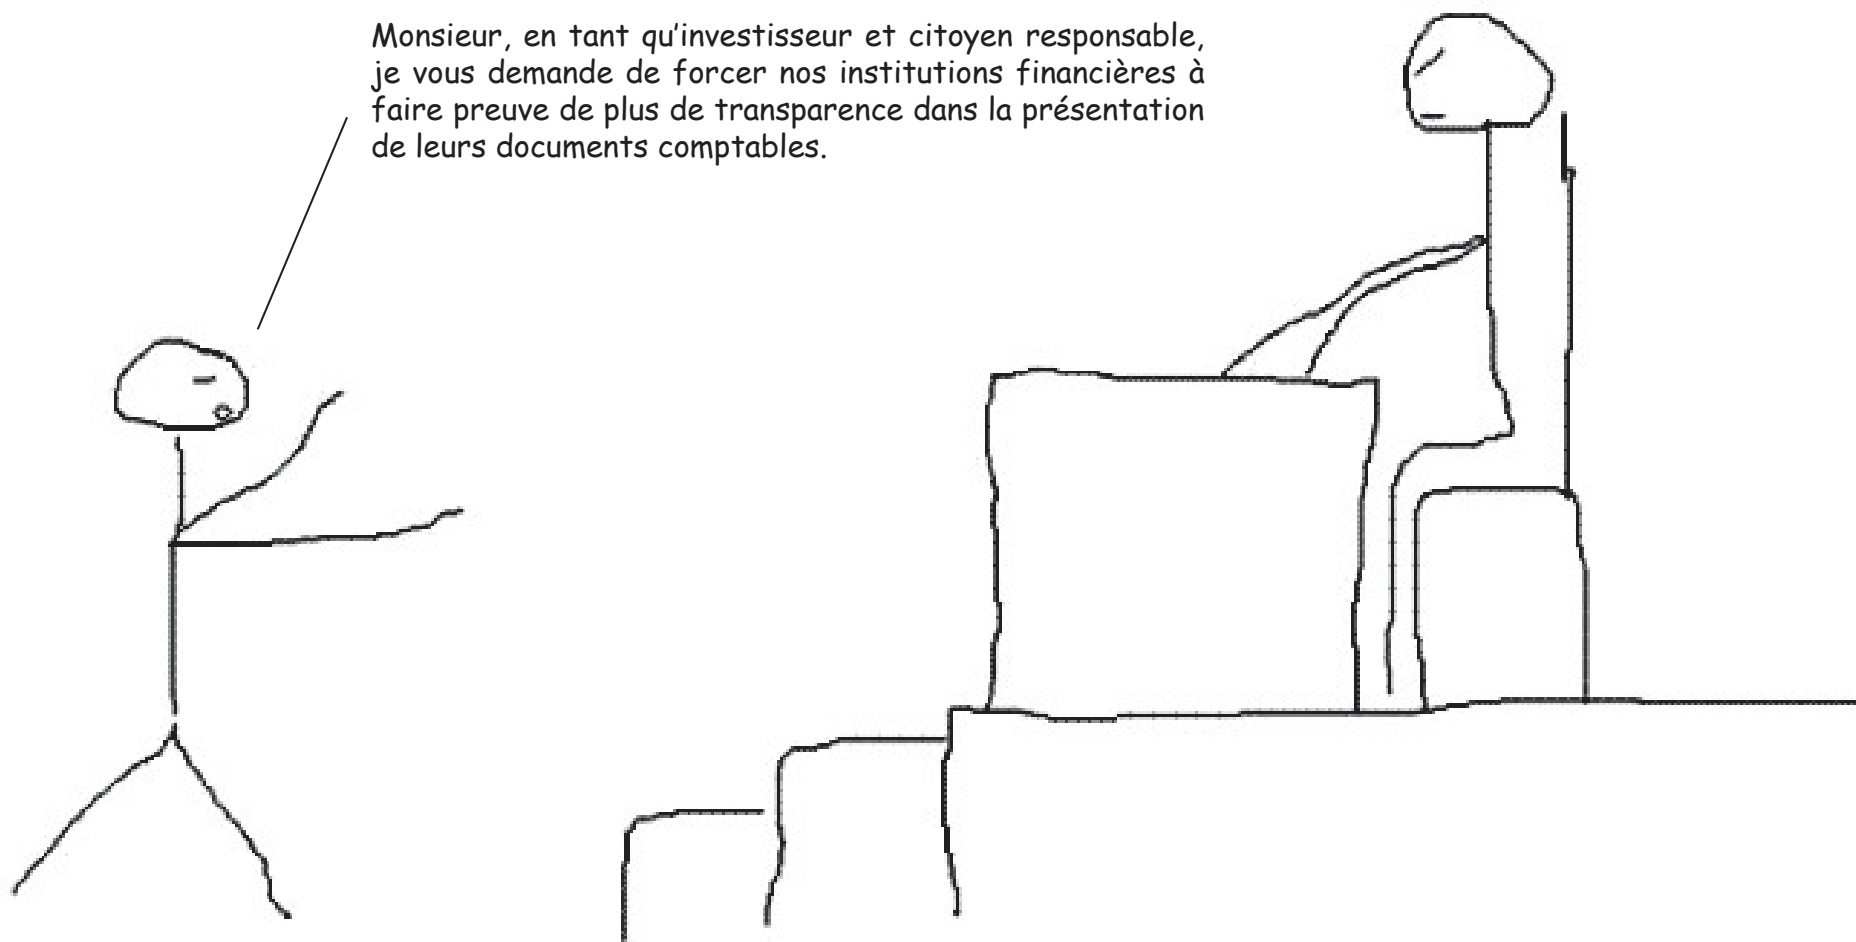 Monsieur, en tant qu'investisseur et citoyen responsable,
je vous demande de forcer nos institutions financières à
faire preuve de plus de transparence dans la présentation
de leurs documents comptables.